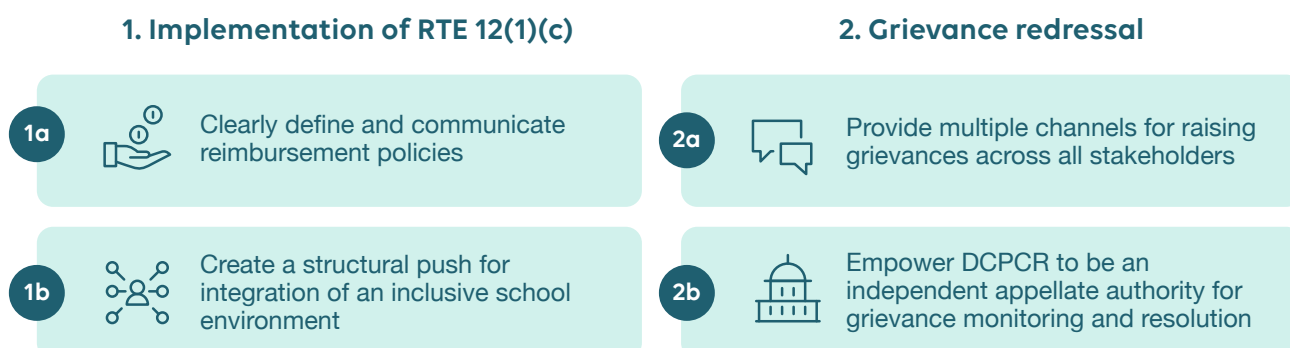 1. Implementation of RTE 12(1)(c)
1a
Clearly define and communicate
reimbursement policies
1b
Create a structural push for
integration of an inclusive school
environment
2. Grievance redressal
2a
Provide multiple channels for raising
grievances across all stakeholders
2b
Empower DCPCR to be an
independent appellate authority for
grievance monitoring and resolution